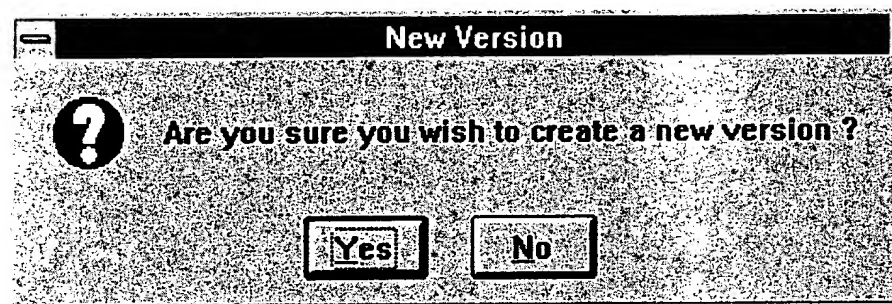 New Version
?
Are you sure you wish to create a new version ?
Yes No